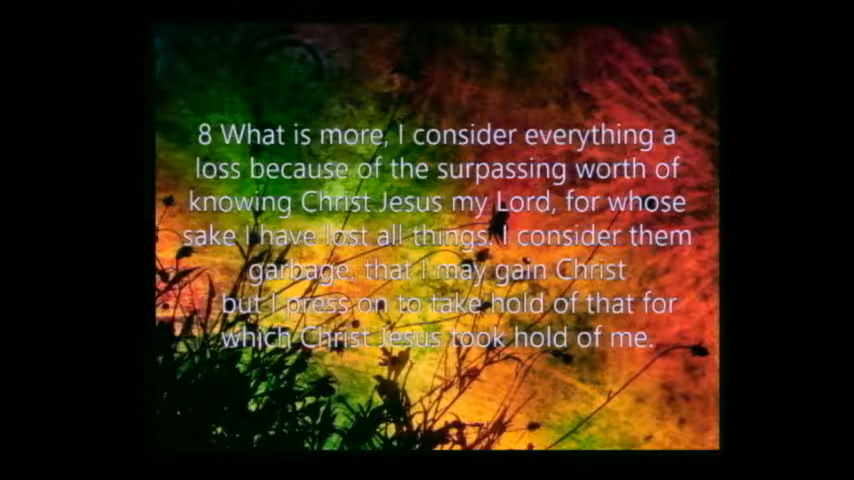 8 What is more, I consider everything a
loss because of the surpassing worth of
knowing Christ Jesus my Lord, for whose
sake I have lost all things. I consider them
garbage, that I may gain Christ
but I press on to take hold of that for
which Christ Jesus took hold of me.